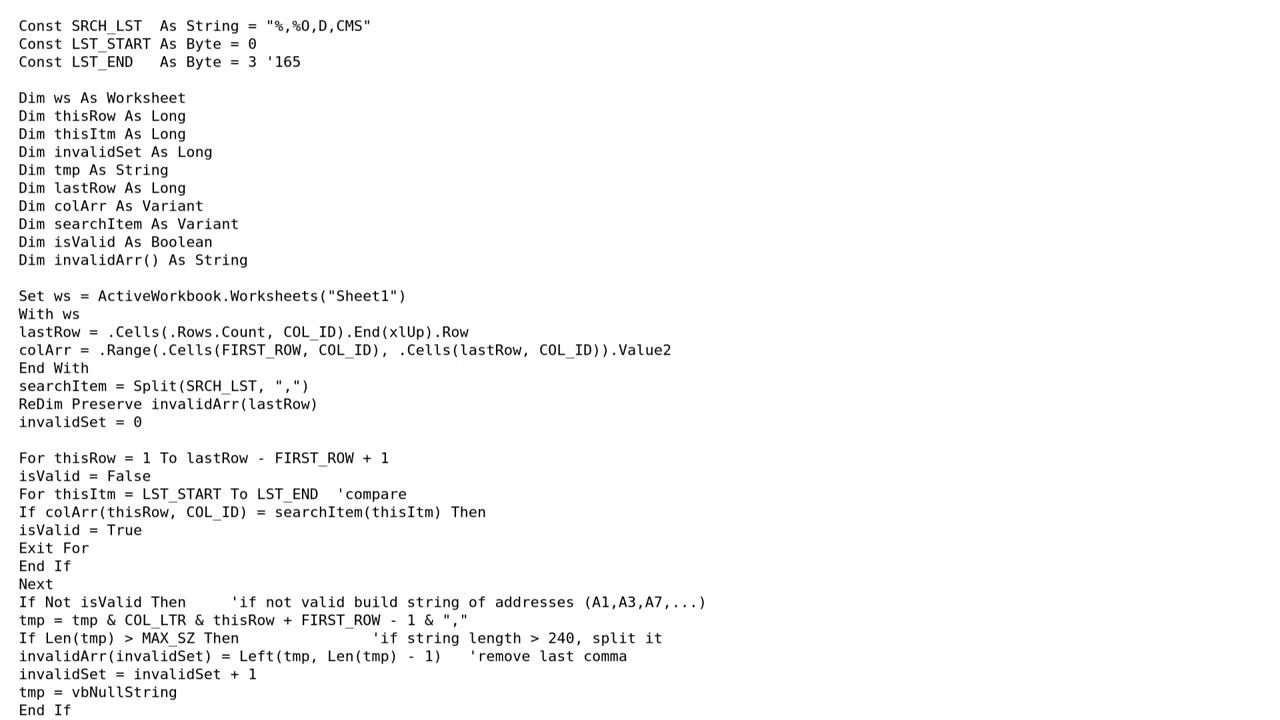 Const SRCH_LST  As String = "%,%O,D,CMS"
Const LST_START As Byte = 0
Const LST_END   As Byte = 3 '165
Dim ws As Worksheet
Dim thisRow As Long
Dim thisItm As Long
Dim invalidSet As Long
Dim tmp As String
Dim lastRow As Long
Dim colArr As Variant
Dim searchItem As Variant
Dim isValid As Boolean
Dim invalidArr() As String
Set ws = ActiveWorkbook.Worksheets("Sheet1")
With ws
lastRow = .Cells(.Rows.Count, COL_ID).End(xlUp).Row
colArr = .Range(.Cells(FIRST_ROW, COL_ID), .Cells(lastRow, COL_ID)).Value2
End With
searchItem = Split(SRCH_LST, ",")
ReDim Preserve invalidArr(lastRow)
invalidSet = 0
For thisRow = 1 To lastRow - FIRST_ROW + 1
isValid = False
For thisItm = LST_START To LST_END  'compare
If colArr(thisRow, COL_ID) = searchItem(thisItm) Then
isValid = True
Exit For
End If
Next
If Not isValid Then     'if not valid build string of addresses (A1,A3,A7,...)
tmp = tmp & COL_LTR & thisRow + FIRST_ROW - 1 & ","
If Len(tmp) > MAX_SZ Then               'if string length > 240, split it
invalidArr(invalidSet) = Left(tmp, Len(tmp) - 1)   'remove last comma
invalidSet = invalidSet + 1
tmp = vbNullString
End If